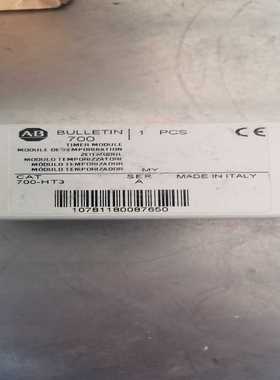 AB BULLETIN 700 1 PCS CE
TIMER MODULE
MODULE DE TEMPORISATION
ZEITMODUL
MODULO TEMPORIZZATORE
MÓDULO TEMPORIZADOR
MÓDULO TEMPORIZADOR
MY
CAT SER MADE IN ITALY
700-HT3 A
10781180087650